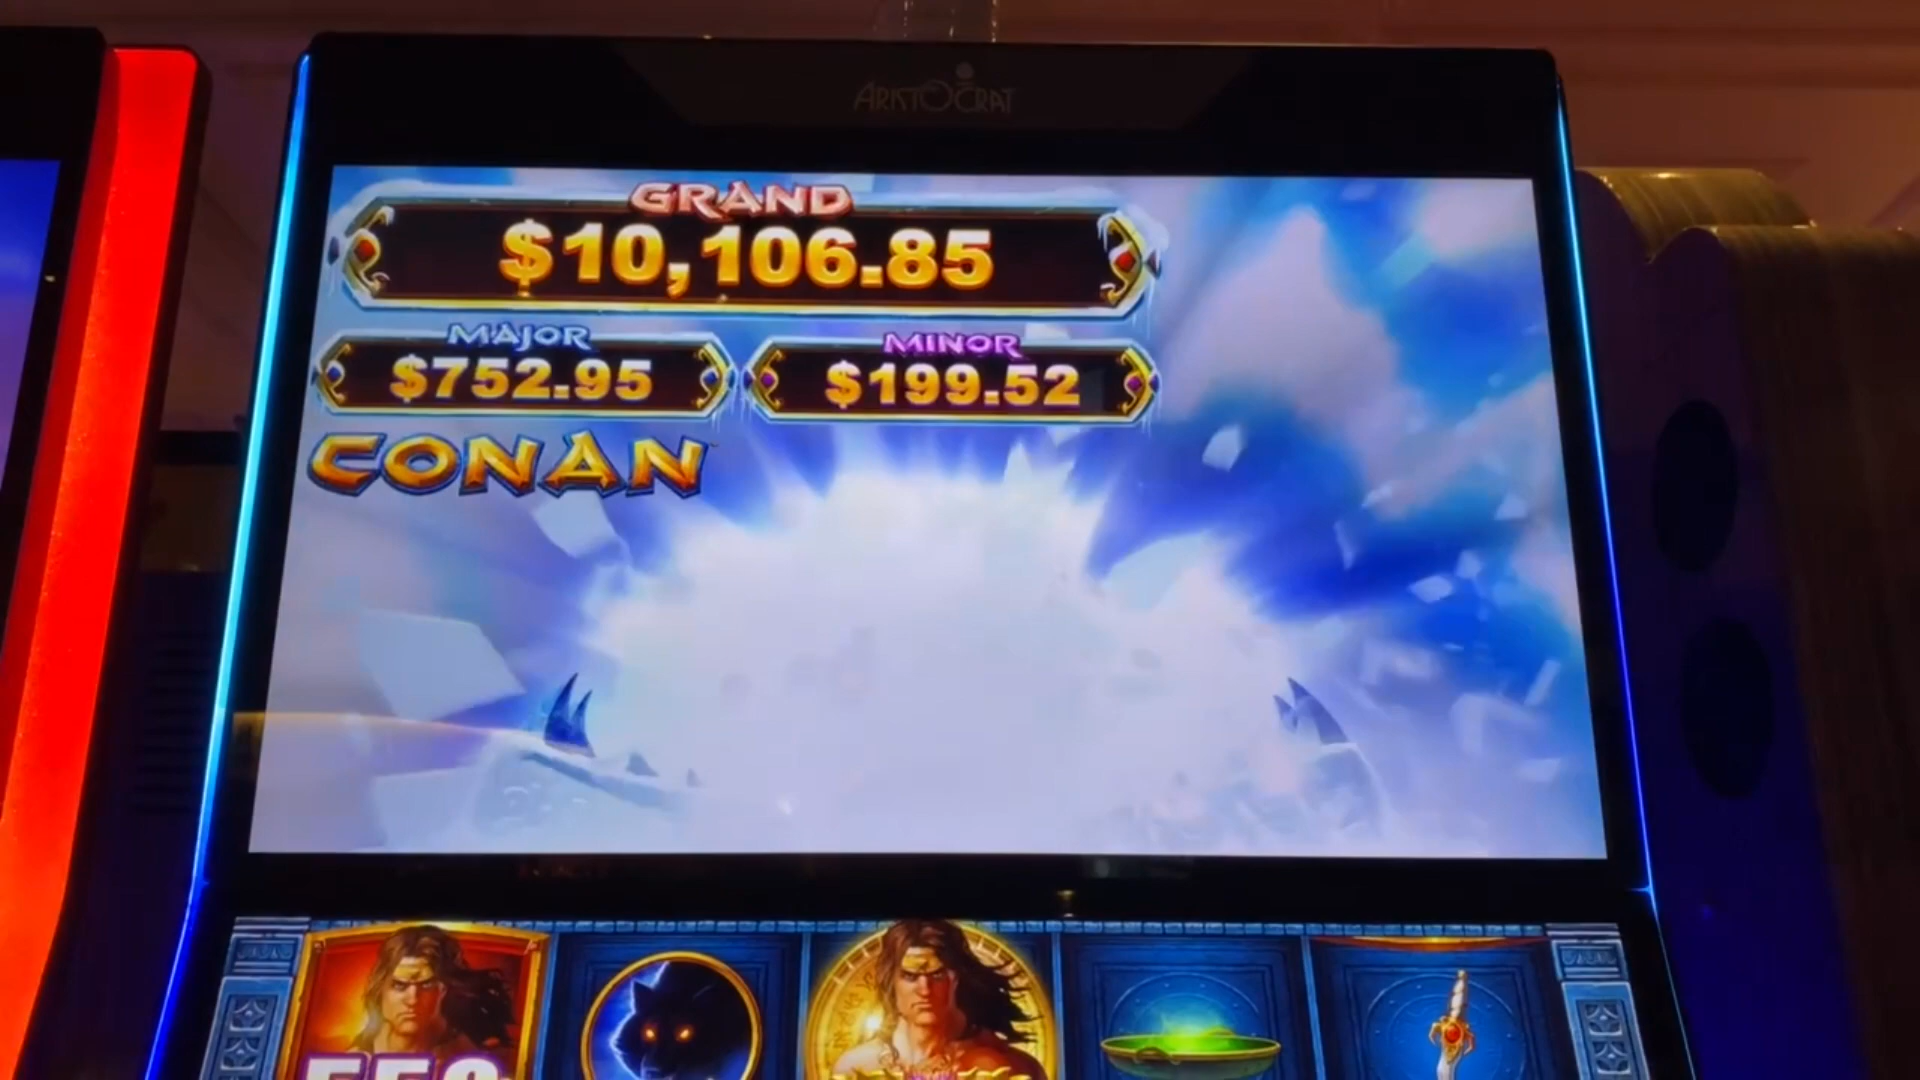 ARISTOCRAT
GRAND
$10,106.85
MAJOR
$752.95
MINOR
$199.52
CONAN